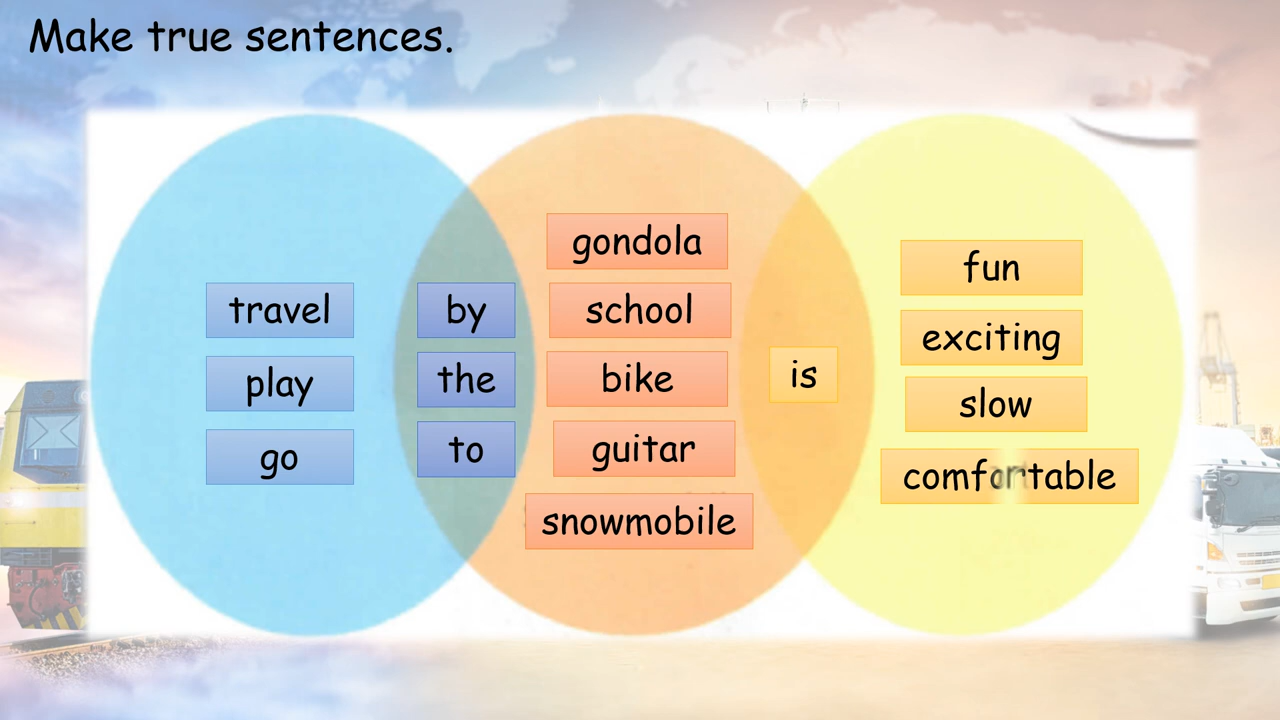 Make true sentences.
travel
play
go
by
the
to
gondola
school
bike
guitar
snowmobile
is
fun
exciting
slow
comfortable